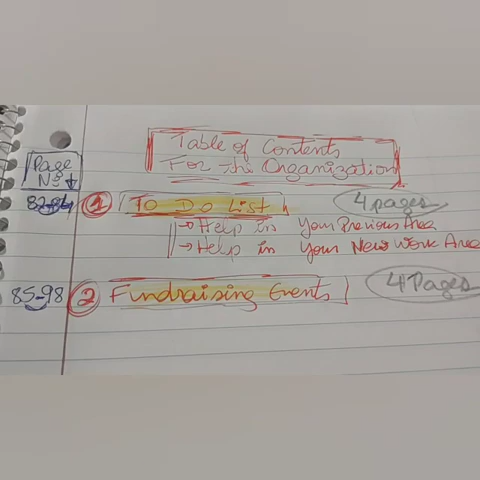 Table of Contents
For the Organization
Page
Nº
82-84 1 To Do List 4 pages
→ Help in Your Previous Area
→ Help in Your New Work Area
85-98 2 Fundraising Events 4 Pages